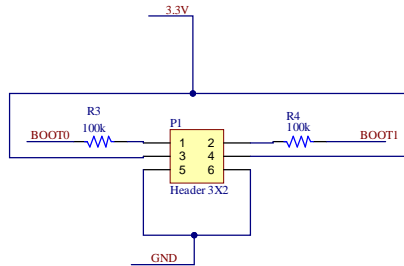 3.3V
R3
100k
BOOT0
P1
1 2
3 4
5 6
Header 3X2
R4
100k
BOOT1
GND